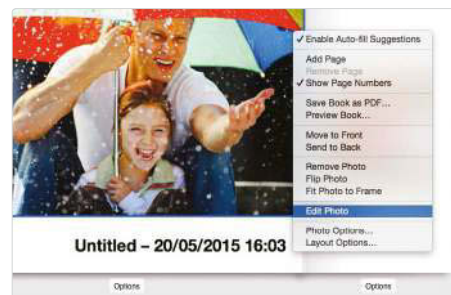 Enable Auto-fill Suggestions
Add Page
Remove Page
Show Page Numbers
Save Book as PDF...
Preview Book...
Move to Front
Send to Back
Remove Photo
Flip Photo
Fit Photo to Frame
Edit Photo
Photo Options...
Layout Options...
Untitled – 20/05/2015 16:03
Options
Options